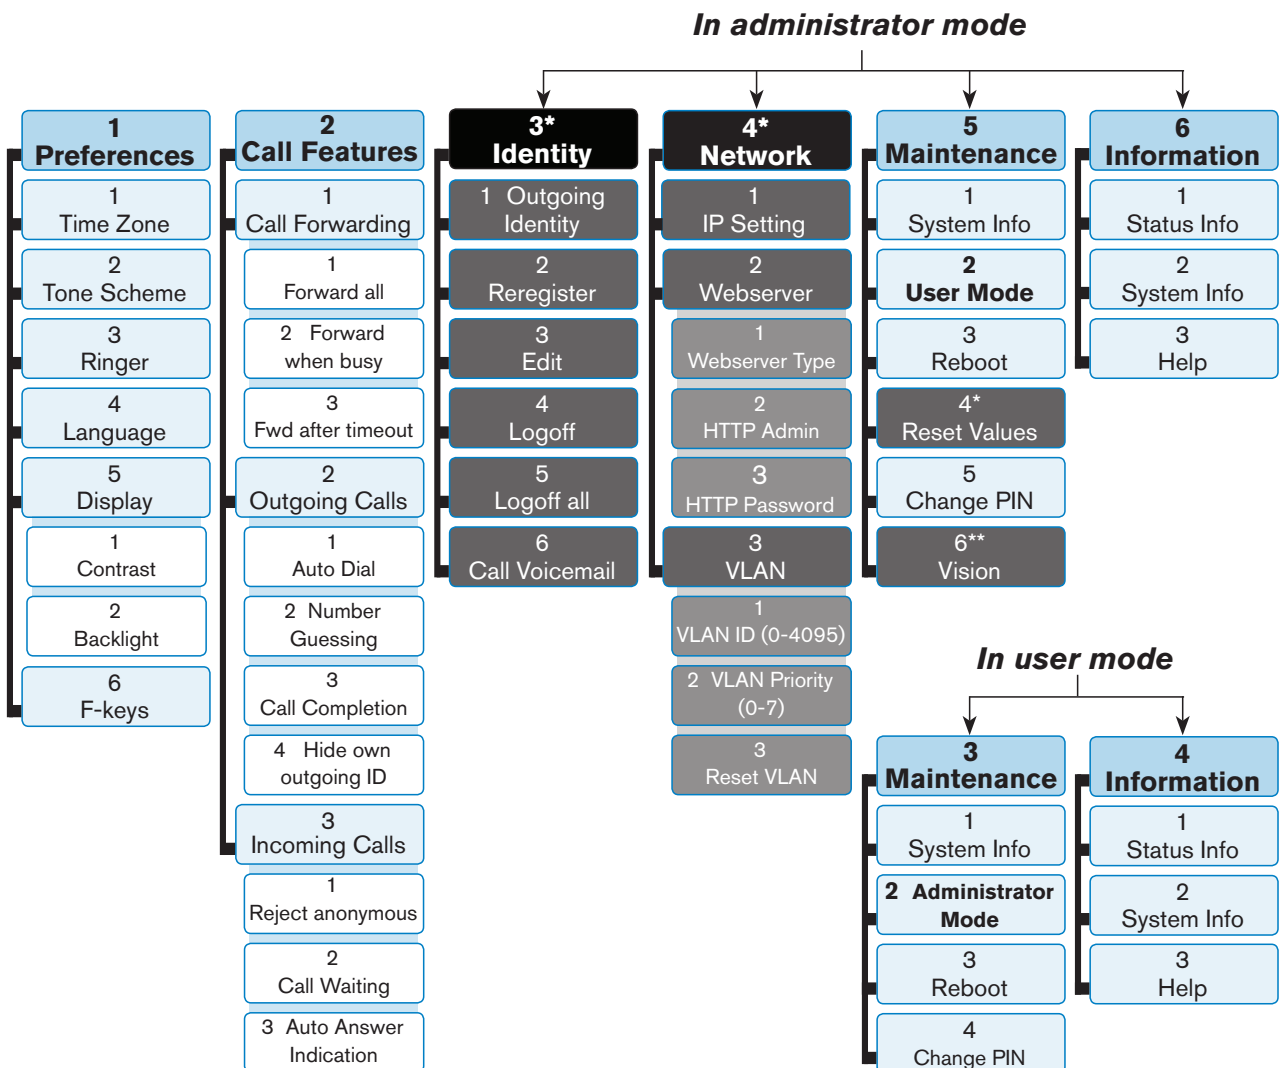 In administrator mode
1
Preferences
1
Time Zone
2
Tone Scheme
3
Ringer
4
Language
5
Display
1
Contrast
2
Backlight
6
F-keys
2
Call Features
1
Call Forwarding
1
Forward all
2 Forward
when busy
3
Fwd after timeout
2
Outgoing Calls
1
Auto Dial
2 Number
Guessing
3
Call Completion
4 Hide own
outgoing ID
3
Incoming Calls
1
Reject anonymous
2
Call Waiting
3 Auto Answer
Indication
3*
Identity
1 Outgoing
Identity
2
Reregister
3
Edit
4
Logoff
5
Logoff all
6
Call Voicemail
4*
Network
1
IP Setting
2
Webserver
1
Webserver Type
2
HTTP Admin
3
HTTP Password
3
VLAN
1
VLAN ID (0-4095)
2 VLAN Priority
(0-7)
3
Reset VLAN
5
Maintenance
1
System Info
2
User Mode
3
Reboot
4*
Reset Values
5
Change PIN
6**
Vision
6
Information
1
Status Info
2
System Info
3
Help
In user mode
3
Maintenance
1
System Info
2 Administrator
Mode
3
Reboot
4
Change PIN
4
Information
1
Status Info
2
System Info
3
Help